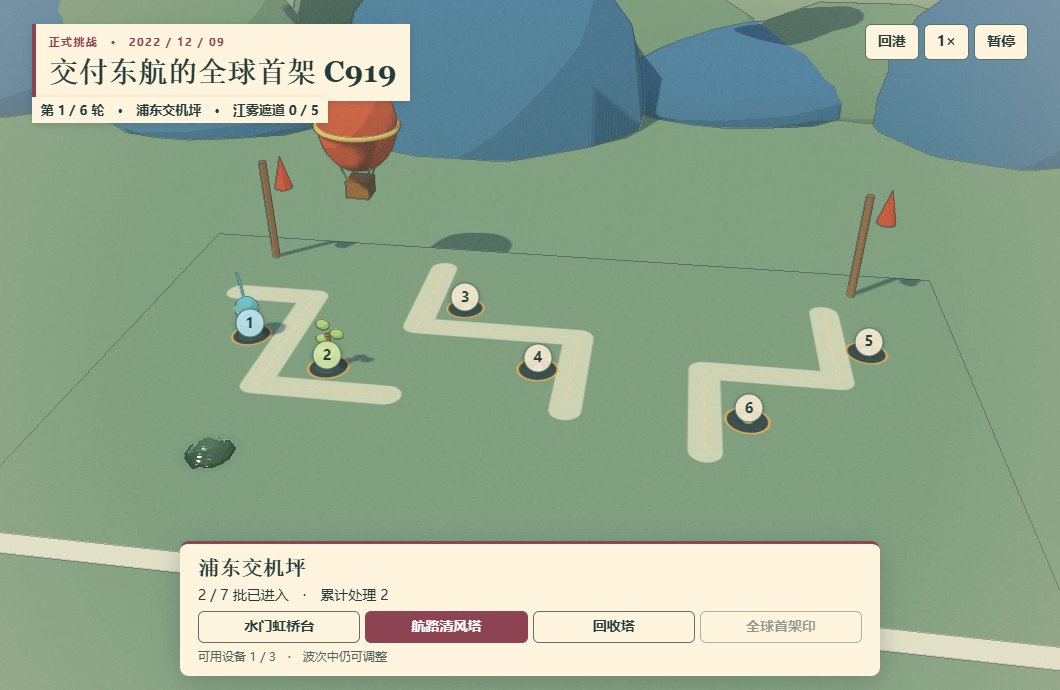 正式挑战 • 2022 / 12 / 09
交付东航的全球首架 C919
第 1 / 6 轮 • 浦东交机坪 • 江雾遮道 0 / 5
回港
1×
暂停
1
2
3
4
5
6
浦东交机坪
2 / 7 批已进入 · 累计处理 2
水门虹桥台
航路清风塔
回收塔
全球首架印
可用设备 1 / 3 · 波次中仍可调整